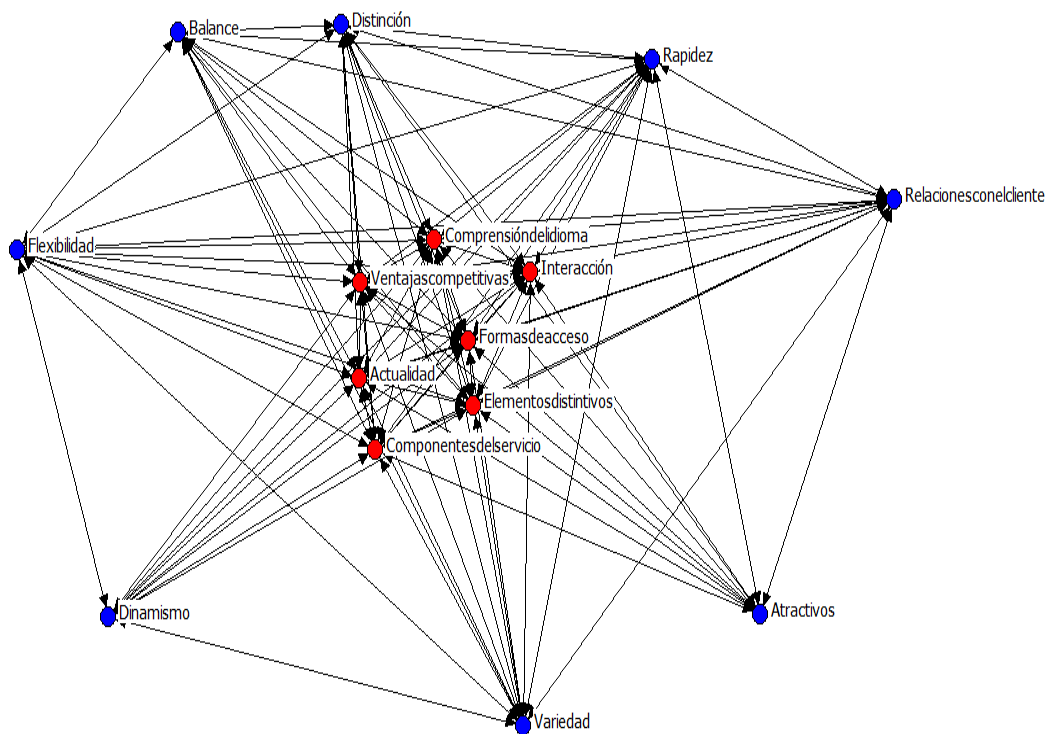 Distinción
Balance
Rapidez
Relacionesconelcliente
Comprensióndelidioma
Flexibilidad
Interacción
Ventajascompetitivas
Formasdeacceso
Actualidad
Elementosdistintivos
Componentesdelservicio
Dinamismo
Atractivos
Variedad